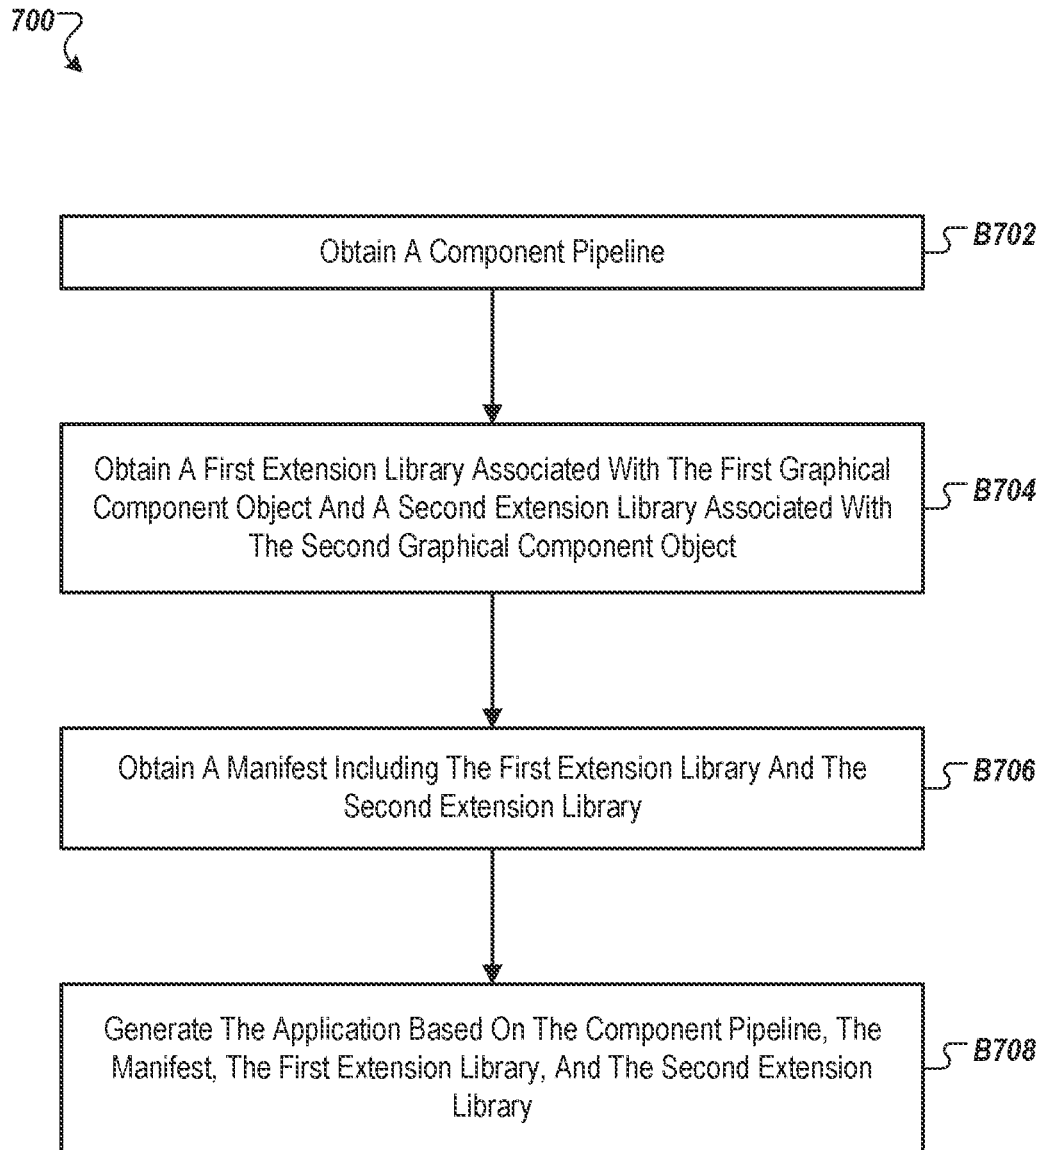 700
Obtain A Component Pipeline
B702
Obtain A First Extension Library Associated With The First Graphical
Component Object And A Second Extension Library Associated With
The Second Graphical Component Object
B704
Obtain A Manifest Including The First Extension Library And The
Second Extension Library
B706
Generate The Application Based On The Component Pipeline, The
Manifest, The First Extension Library, And The Second Extension
Library
B708